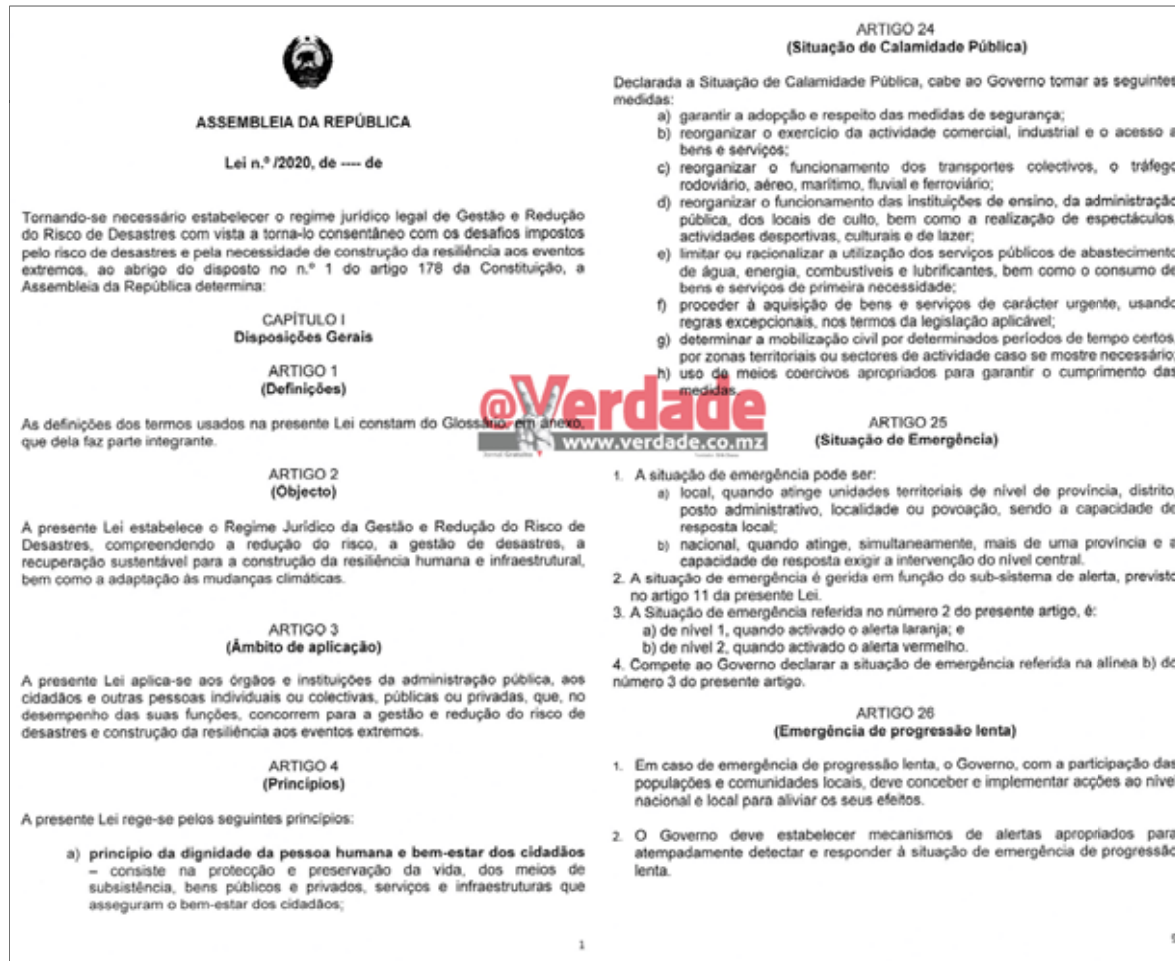 ASSEMBLEIA DA REPÚBLICA
Lei n.º /2020, de ---- de
Tornando-se necessário estabelecer o regime jurídico legal de Gestão e Redução
do Risco de Desastres com vista a torna-lo consentâneo com os desafios impostos
pelo risco de desastres e pela necessidade de construção da resiliência aos eventos
extremos, ao abrigo do disposto no n.º 1 do artigo 178 da Constituição, a
Assembleia da República determina:
CAPÍTULO I
Disposições Gerais
ARTIGO 1
(Definições)
As definições dos termos usados na presente Lei constam do Glossário, em anexo,
que dela faz parte integrante.
ARTIGO 2
(Objecto)
A presente Lei estabelece o Regime Jurídico da Gestão e Redução do Risco de
Desastres, compreendendo a redução do risco, a gestão de desastres, a
recuperação sustentável para a construção da resiliência humana e infraestrutural,
bem como a adaptação às mudanças climáticas.
ARTIGO 3
(Âmbito de aplicação)
A presente Lei aplica-se aos órgãos e instituições da administração pública, aos
cidadãos e outras pessoas individuais ou colectivas, públicas ou privadas, que, no
desempenho das suas funções, concorrem para a gestão e redução do risco de
desastres e construção da resiliência aos eventos extremos.
ARTIGO 4
(Princípios)
A presente Lei rege-se pelos seguintes princípios:
a) princípio da dignidade da pessoa humana e bem-estar dos cidadãos
– consiste na protecção e preservação da vida, dos meios de
subsistência, bens públicos e privados, serviços e infraestruturas que
asseguram o bem-estar dos cidadãos;
1
ARTIGO 24
(Situação de Calamidade Pública)
Declarada a Situação de Calamidade Pública, cabe ao Governo tomar as seguintes
medidas:
a) garantir a adopção e respeito das medidas de segurança;
b) reorganizar o exercício da actividade comercial, industrial e o acesso a
bens e serviços;
c) reorganizar o funcionamento dos transportes colectivos, o tráfego
rodoviário, aéreo, marítimo, fluvial e ferroviário;
d) reorganizar o funcionamento das instituições de ensino, da administração
pública, dos locais de culto, bem como a realização de espectáculos,
actividades desportivas, culturais e de lazer;
e) limitar ou racionalizar a utilização dos serviços públicos de abastecimento
de água, energia, combustíveis e lubrificantes, bem como o consumo de
bens e serviços de primeira necessidade;
f) proceder à aquisição de bens e serviços de carácter urgente, usando
regras excepcionais, nos termos da legislação aplicável;
g) determinar a mobilização civil por determinados períodos de tempo certos,
por zonas territoriais ou sectores de actividade caso se mostre necessário;
h) uso de meios coercivos apropriados para garantir o cumprimento das
medidas.
@Verdade
www.verdade.co.mz
ARTIGO 25
(Situação de Emergência)
1. A situação de emergência pode ser:
a) local, quando atinge unidades territoriais de nível de província, distrito,
posto administrativo, localidade ou povoação, sendo a capacidade de
resposta local;
b) nacional, quando atinge, simultaneamente, mais de uma província e a
capacidade de resposta exigir a intervenção do nível central.
2. A situação de emergência é gerida em função do sub-sistema de alerta, previsto
no artigo 11 da presente Lei.
3. A Situação de emergência referida no número 2 do presente artigo, é:
a) de nível 1, quando activado o alerta laranja; e
b) de nível 2, quando activado o alerta vermelho.
4. Compete ao Governo declarar a situação de emergência referida na alínea b) do
número 3 do presente artigo.
ARTIGO 26
(Emergência de progressão lenta)
1. Em caso de emergência de progressão lenta, o Governo, com a participação das
populações e comunidades locais, deve conceber e implementar acções ao nível
nacional e local para aliviar os seus efeitos.
2. O Governo deve estabelecer mecanismos de alertas apropriados para
atempadamente detectar e responder à situação de emergência de progressão
lenta.